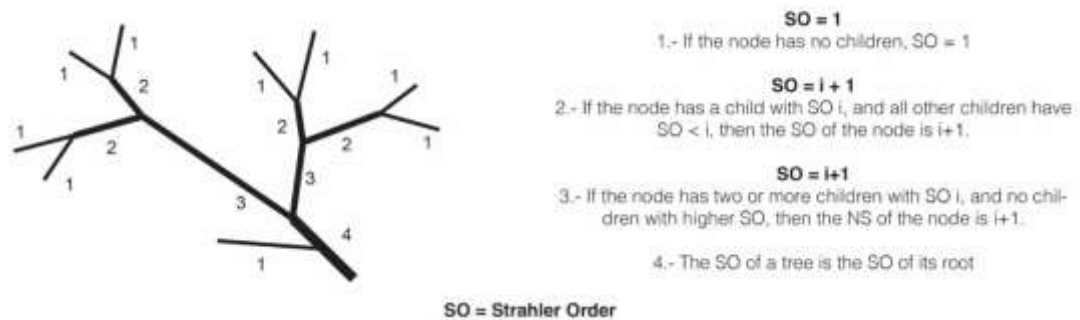 1
1
2
1
2
1
3
1
1
2
1
2
1
3
4
1
SO = 1
1.- If the node has no children, SO = 1
SO = i + 1
2.- If the node has a child with SO i, and all other children have
SO < i, then the SO of the node is i+1.
SO = i+1
3.- If the node has two or more children with SO i, and no chil-
dren with higher SO, then the NS of the node is i+1.
4.- The SO of a tree is the SO of its root
SO = Strahler Order